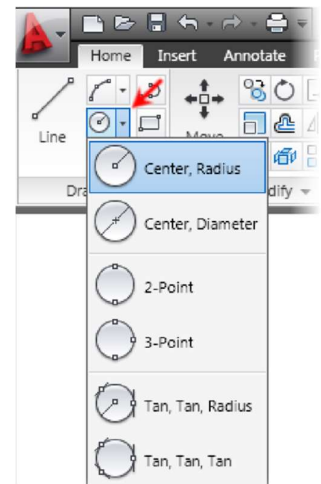 Home Insert Annotate
Line
Move
Center, Radius
Center, Diameter
2-Point
3-Point
Tan, Tan, Radius
Tan, Tan, Tan